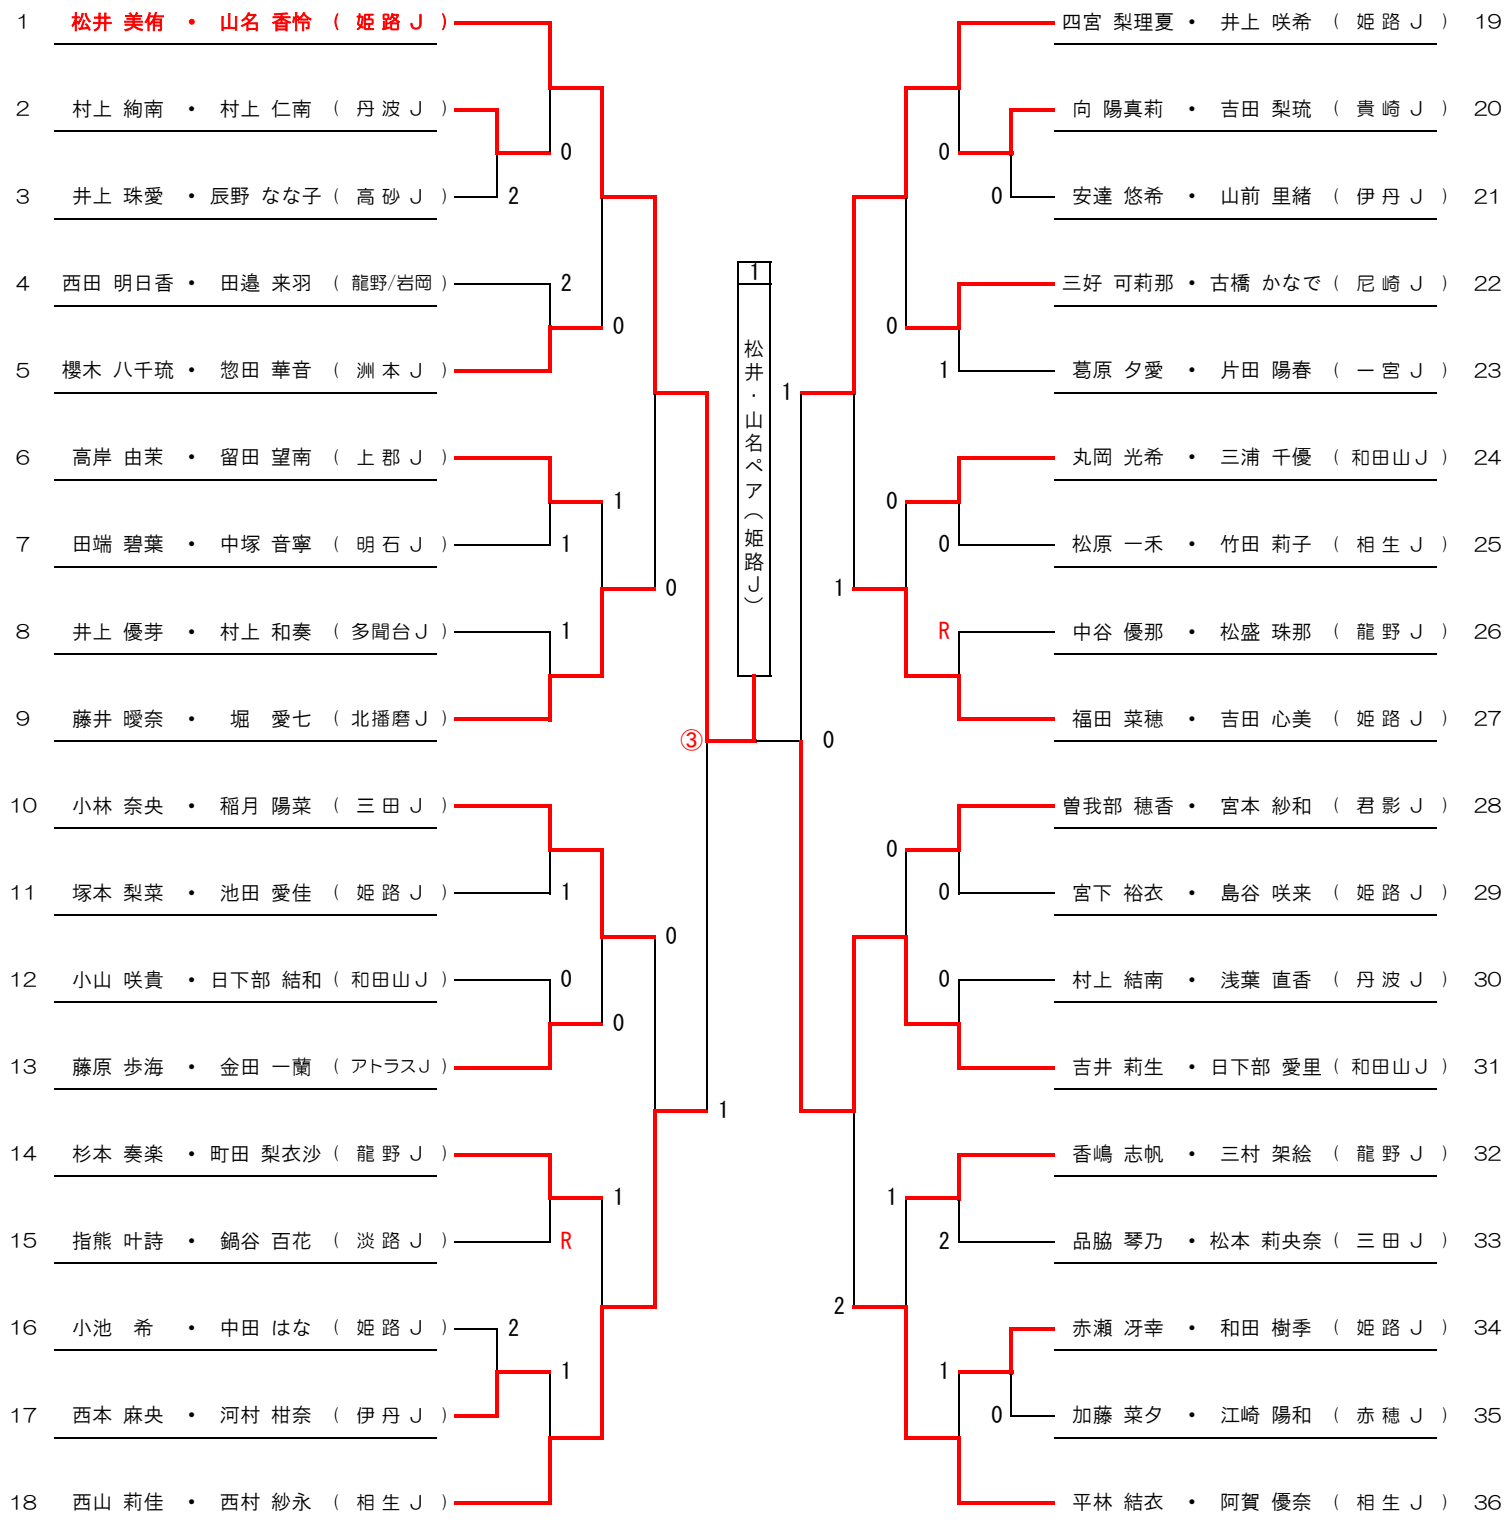 1 松井 美侑 ・ 山名 香怜 ( 姫 路 J )
2 村上 絢南 ・ 村上 仁南 ( 丹 波 J )
0
3 井上 珠愛 ・ 辰野 なな子 ( 高 砂 J ) 2
4 西田 明日香 ・ 田邉 来羽 ( 龍野/岩岡 ) 2
0
5 櫻木 八千琉 ・ 惣田 華音 ( 洲 本 J )
6 高岸 由茉 ・ 留田 望南 ( 上 郡 J )
1
7 田端 碧葉 ・ 中塚 音寧 ( 明 石 J ) 1
0
8 井上 優芽 ・ 村上 和奏 ( 多聞台 J ) 1
9 藤井 曖奈 ・ 堀 愛七 ( 北播磨 J )
③
10 小林 奈央 ・ 稲月 陽菜 ( 三 田 J )
11 塚本 梨菜 ・ 池田 愛佳 ( 姫 路 J ) 1
0
12 小山 咲貴 ・ 日下部 結和 ( 和田山 J ) 0
0
13 藤原 歩海 ・ 金田 一蘭 ( アトラス J )
1
14 杉本 奏楽 ・ 町田 梨衣沙 ( 龍 野 J )
1
15 指熊 叶詩 ・ 鍋谷 百花 ( 淡 路 J ) R
16 小池 希 ・ 中田 はな ( 姫 路 J ) 2
1
17 西本 麻央 ・ 河村 柑奈 ( 伊 丹 J )
18 西山 莉佳 ・ 西村 紗永 ( 相 生 J )
1
松井・山名ペア(姫路J)
四宮 梨理夏 ・ 井上 咲希 ( 姫 路 J ) 19
向 陽真莉 ・ 吉田 梨琉 ( 貴 崎 J ) 20
0
0 安達 悠希 ・ 山前 里緒 ( 伊 丹 J ) 21
三好 可莉那 ・ 古橋 かなで ( 尼 崎 J ) 22
0
1 葛原 夕愛 ・ 片田 陽春 ( 一 宮 J ) 23
1
丸岡 光希 ・ 三浦 千優 ( 和田山 J ) 24
0
0 松原 一禾 ・ 竹田 莉子 ( 相 生 J ) 25
1
R 中谷 優那 ・ 松盛 珠那 ( 龍 野 J ) 26
福田 菜穂 ・ 吉田 心美 ( 姫 路 J ) 27
0
曽我部 穂香 ・ 宮本 紗和 ( 君 影 J ) 28
0
0 宮下 裕衣 ・ 島谷 咲来 ( 姫 路 J ) 29
0 村上 結南 ・ 浅葉 直香 ( 丹 波 J ) 30
吉井 莉生 ・ 日下部 愛里 ( 和田山 J ) 31
香嶋 志帆 ・ 三村 架絵 ( 龍 野 J ) 32
1
2 品脇 琴乃 ・ 松本 莉央奈 ( 三 田 J ) 33
2
赤瀬 冴幸 ・ 和田 樹季 ( 姫 路 J ) 34
1
0 加藤 菜夕 ・ 江崎 陽和 ( 赤 穂 J ) 35
平林 結衣 ・ 阿賀 優奈 ( 相 生 J ) 36